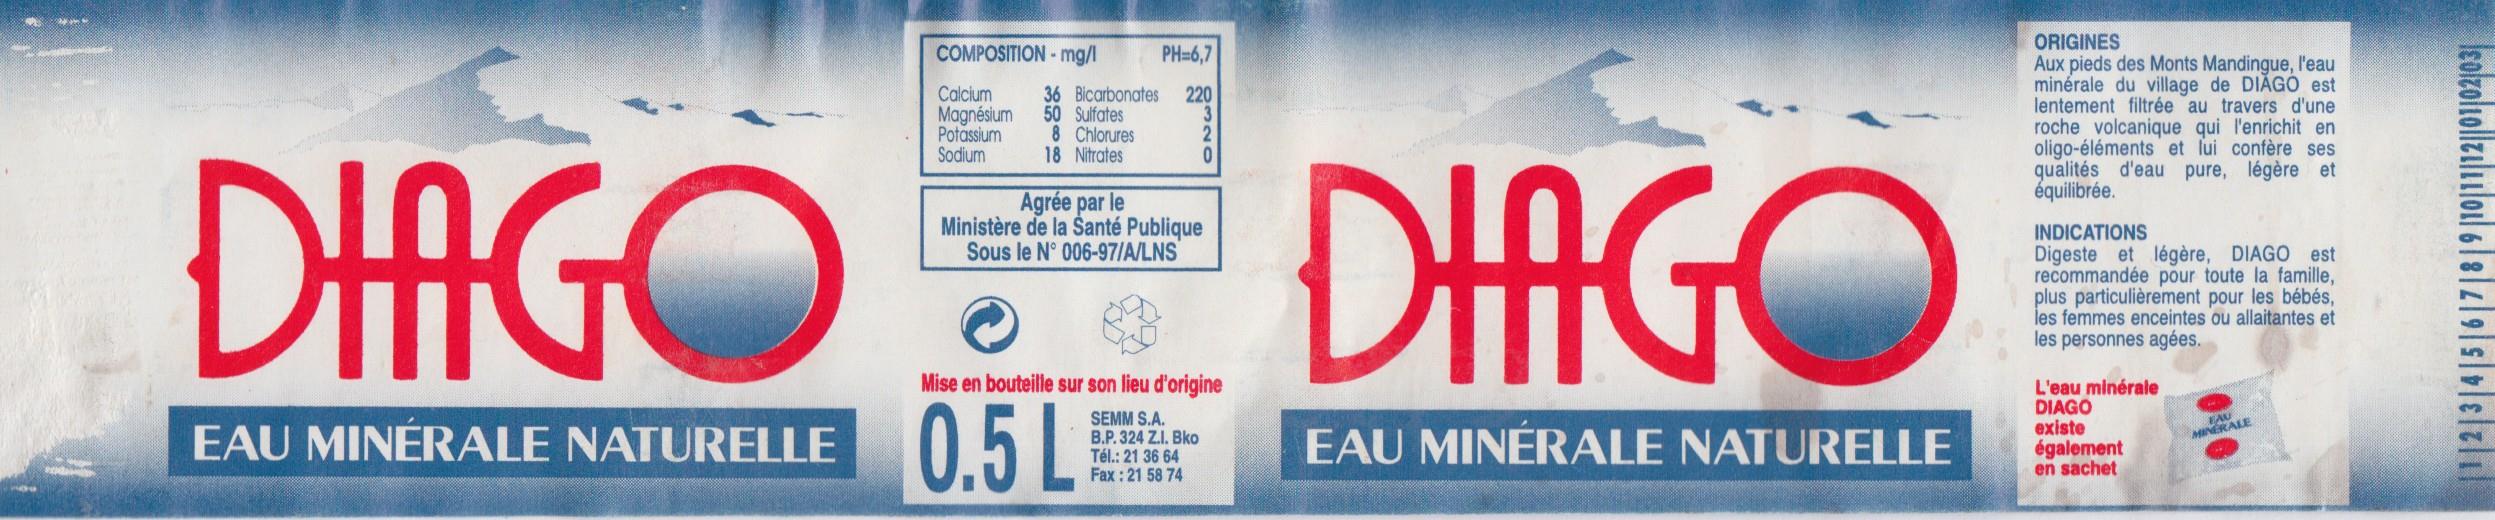 DIAGO
EAU MINÉRALE NATURELLE
COMPOSITION - mg/l PH=6,7
Calcium 36 Bicarbonates 220
Magnésium 50 Sulfates 3
Potassium 8 Chlorures 2
Sodium 18 Nitrates 0
Agrée par le
Ministère de la Santé Publique
Sous le N° 006-97/A/LNS
Mise en bouteille sur son lieu d'origine
0.5 L
SEMM S.A.
B.P. 324 Z.I. Bko
Tél.: 21 36 64
Fax : 21 58 74
DIAGO
EAU MINÉRALE NATURELLE
ORIGINES
Aux pieds des Monts Mandingue, l'eau
minérale du village de DIAGO est
lentement filtrée au travers d'une
roche volcanique qui l'enrichit en
oligo-éléments et lui confère ses
qualités d'eau pure, légère et
équilibrée.
INDICATIONS
Digeste et légère, DIAGO est
recommandée pour toute la famille,
plus particulièrement pour les bébés,
les femmes enceintes ou allaitantes et
les personnes agées.
L'eau minérale
DIAGO
existe
également
en sachet
EAU
MINÉRALE
1 2 3 4 5 6 7 8 9 10 11 12 01 02 03